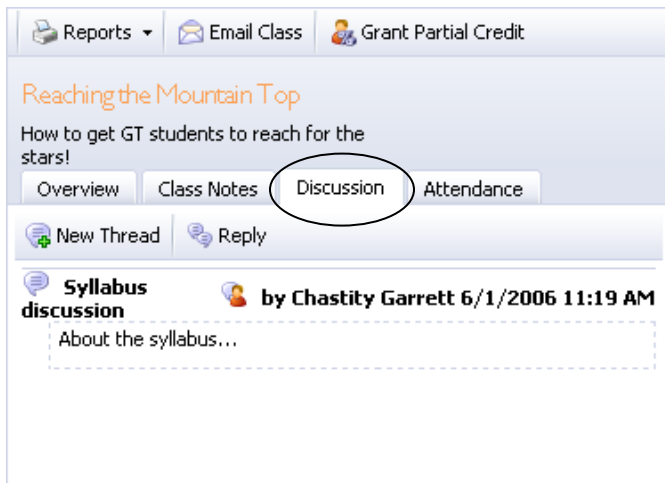 Reports Email Class Grant Partial Credit
Reaching the Mountain Top
How to get GT students to reach for the
stars!
Overview Class Notes Discussion Attendance
New Thread Reply
Syllabus
discussion
by Chastity Garrett 6/1/2006 11:19 AM
About the syllabus...